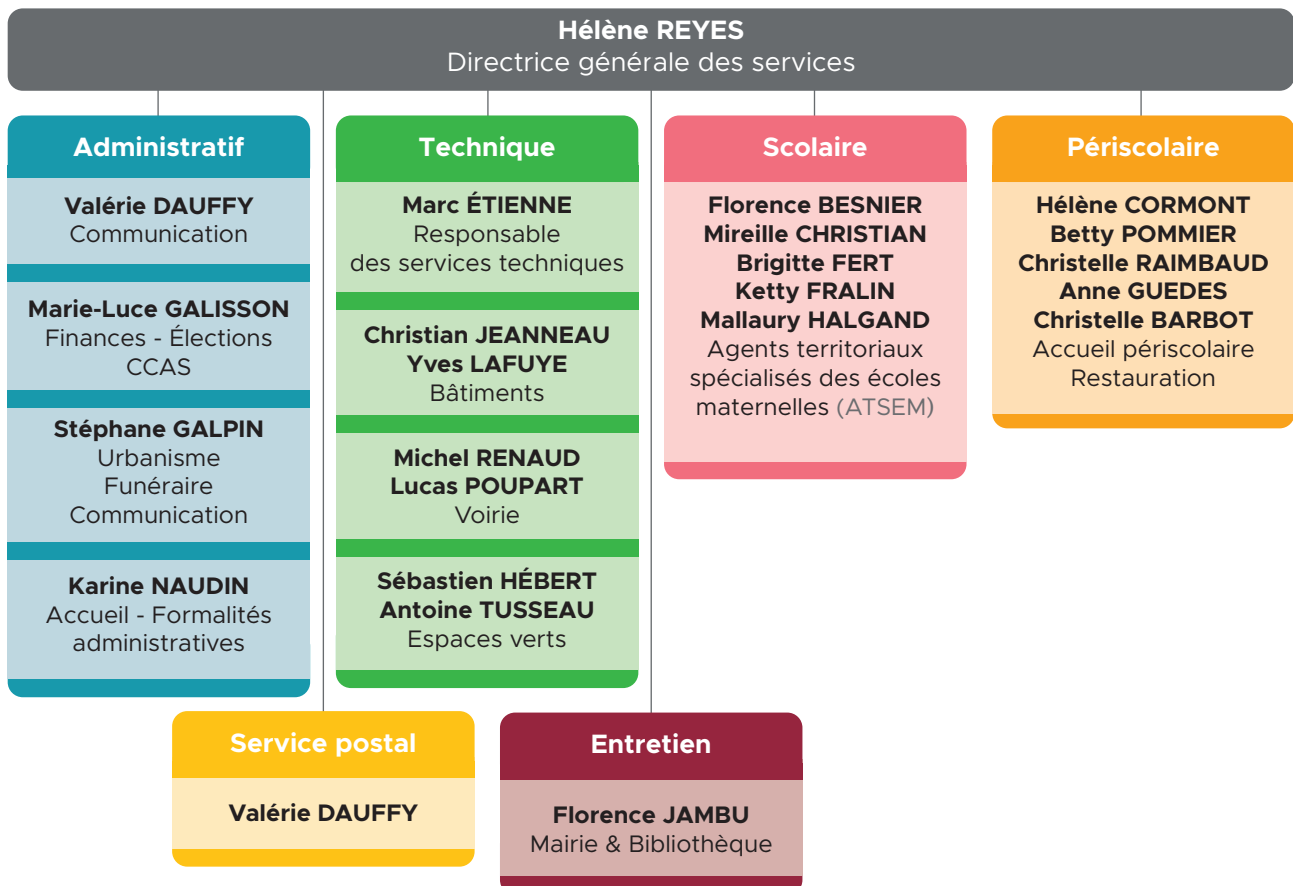 Hélène REYES
Directrice générale des services
Administratif
Valérie DAUFFY
Communication
Marie-Luce GALISSON
Finances - Élections
CCAS
Stéphane GALPIN
Urbanisme
Funéraire
Communication
Karine NAUDIN
Accueil - Formalités
administratives
Technique
Marc ÉTIENNE
Responsable
des services techniques
Christian JEANNEAU
Yves LAFUYE
Bâtiments
Michel RENAUD
Lucas POUPART
Voirie
Sébastien HÉBERT
Antoine TUSSEAU
Espaces verts
Scolaire
Florence BESNIER
Mireille CHRISTIAN
Brigitte FERT
Ketty FRALIN
Mallaury HALGAND
Agents territoriaux
spécialisés des écoles
maternelles (ATSEM)
Périscolaire
Hélène CORMONT
Betty POMMIER
Christelle RAIMBAUD
Anne GUEDES
Christelle BARBOT
Accueil périscolaire
Restauration
Service postal
Valérie DAUFFY
Entretien
Florence JAMBU
Mairie & Bibliothèque